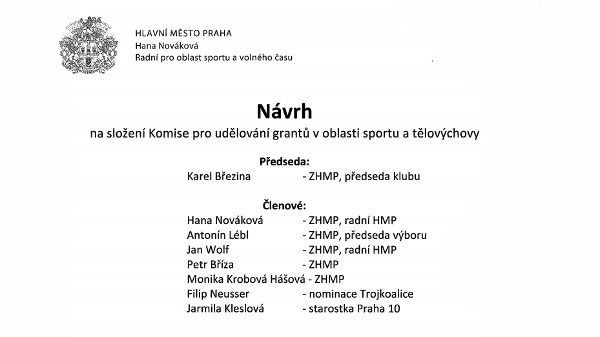 HLAVNÍ MĚSTO PRAHA
Hana Nováková
Radní pro oblast sportu a volného času
Návrh
na složení Komise pro udělování grantů v oblasti sportu a tělovýchovy
Předseda:
Karel Březina - ZHMP, předseda klubu
Členové:
Hana Nováková - ZHMP, radní HMP
Antonín Lébl - ZHMP, předseda výboru
Jan Wolf - ZHMP, radní HMP
Petr Bříza - ZHMP
Monika Krobová Hášová - ZHMP
Filip Neusser - nominace Trojkoalice
Jarmila Kleslová - starostka Praha 10